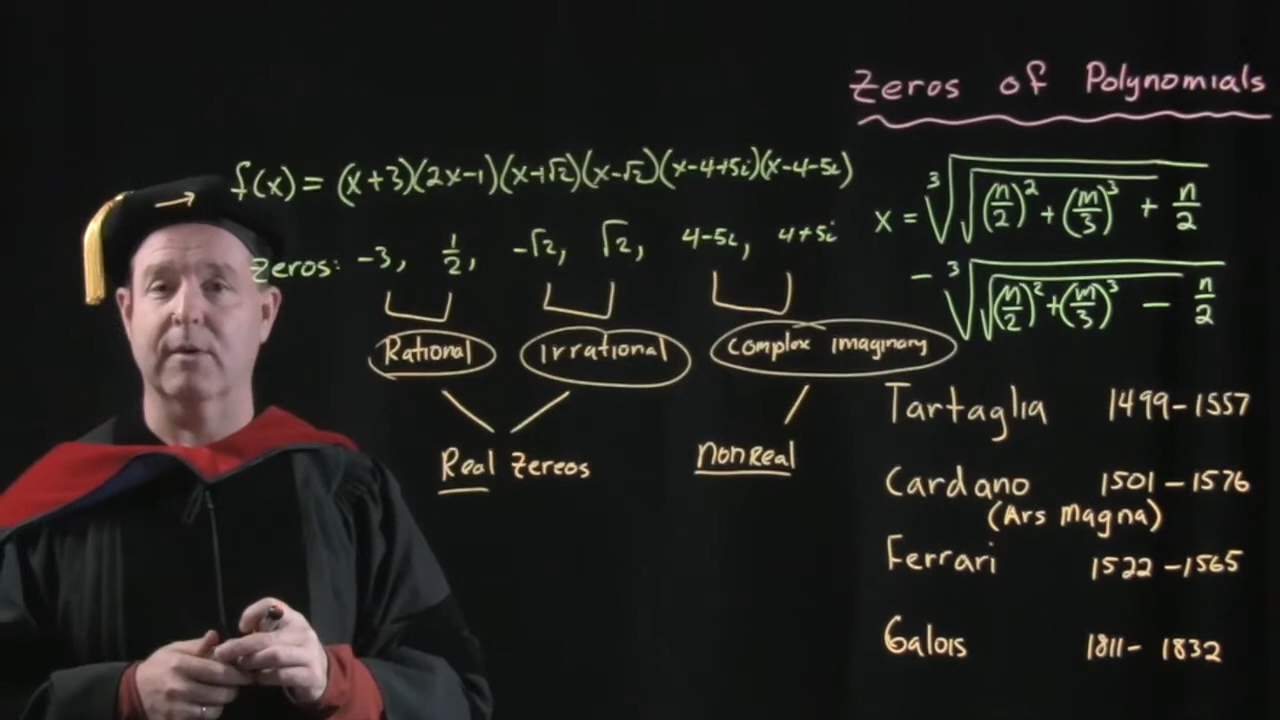 Zeros of Polynomials
→ f(x) = (x+3)(2x-1)(x+√2)(x-√2)(x-4+5i)(x-4-5i)
Zeros: -3, 1/2, -√2, √2, 4-5i, 4+5i
Rational Irrational Complex imaginary
Real Zereos nonreal
x = ∛(√((n/2)² + (m/3)³) + n/2)
- ∛(√((n/2)² + (m/3)³) - n/2)
Tartaglia 1499-1557
Cardano 1501-1576
(Ars Magna)
Ferrari 1522-1565
Galois 1811-1832